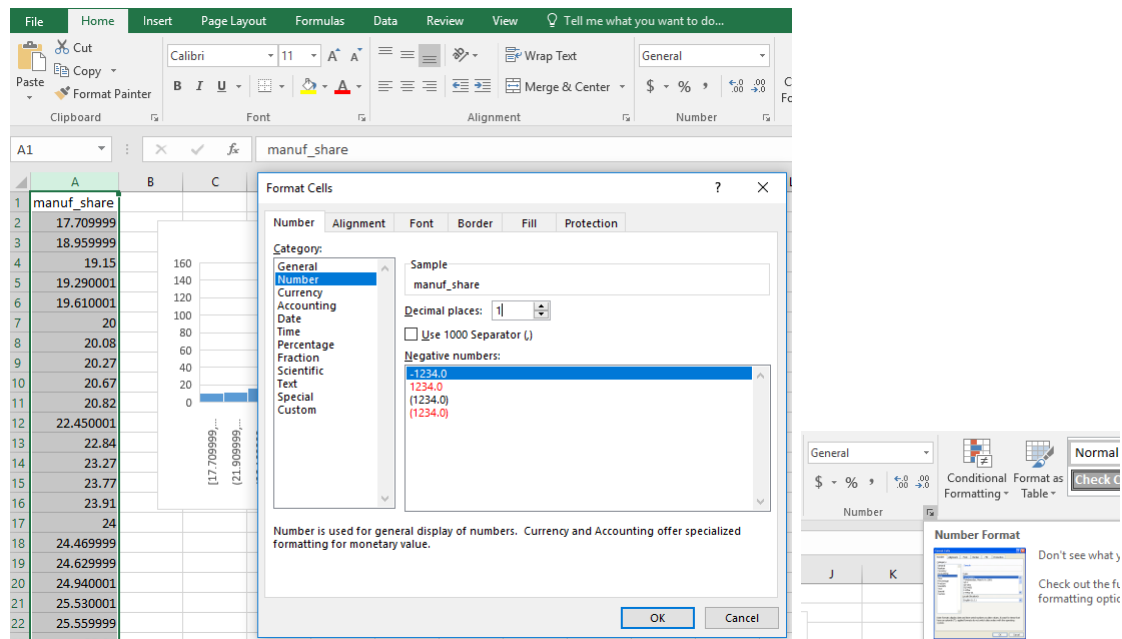 File Home Insert Page Layout Formulas Data Review View Tell me what you want to do...
Cut
Copy
Format Painter
Paste
Calibri 11 A A
B I U A
Wrap Text
Merge & Center
General
$ % , .00 .00
C
Fc
Clipboard Font Alignment Number
A1 fx manuf_share
A B C
1 manuf_share
2 17.709999
3 18.959999
4 19.15
5 19.290001
6 19.610001
7 20
8 20.08
9 20.27
10 20.67
11 20.82
12 22.450001
13 22.84
14 23.27
15 23.77
16 23.91
17 24
18 24.469999
19 24.629999
20 24.940001
21 25.530001
22 25.559999
160
140
120
100
80
60
40
20
0
[17.709999,...
(21.909999,...
Format Cells ?
Number Alignment Font Border Fill Protection
Category:
General
Number
Currency
Accounting
Date
Time
Percentage
Fraction
Scientific
Text
Special
Custom
Sample
manuf_share
Decimal places: 1
Use 1000 Separator (,)
Negative numbers:
-1234.0
1234.0
(1234.0)
(1234.0)
Number is used for general display of numbers. Currency and Accounting offer specialized
formatting for monetary value.
OK Cancel
General
$ % , .00 .00
Number
Conditional
Formatting
Format as
Table
Normal
Check C
J K
Number Format
Don't see what y
Check out the fu
formatting optic